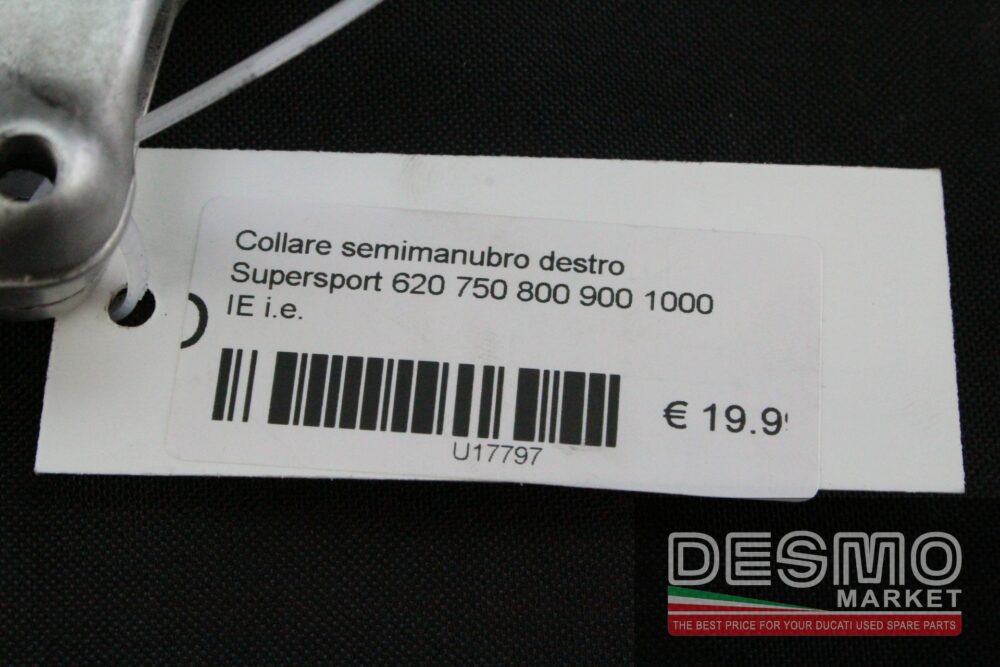 Collare semimanubro destro
Supersport 620 750 800 900 1000
IE i.e.
€ 19.9
U17797
DESMO
MARKET
THE BEST PRICE FOR YOUR DUCATI USED SPARE PARTS